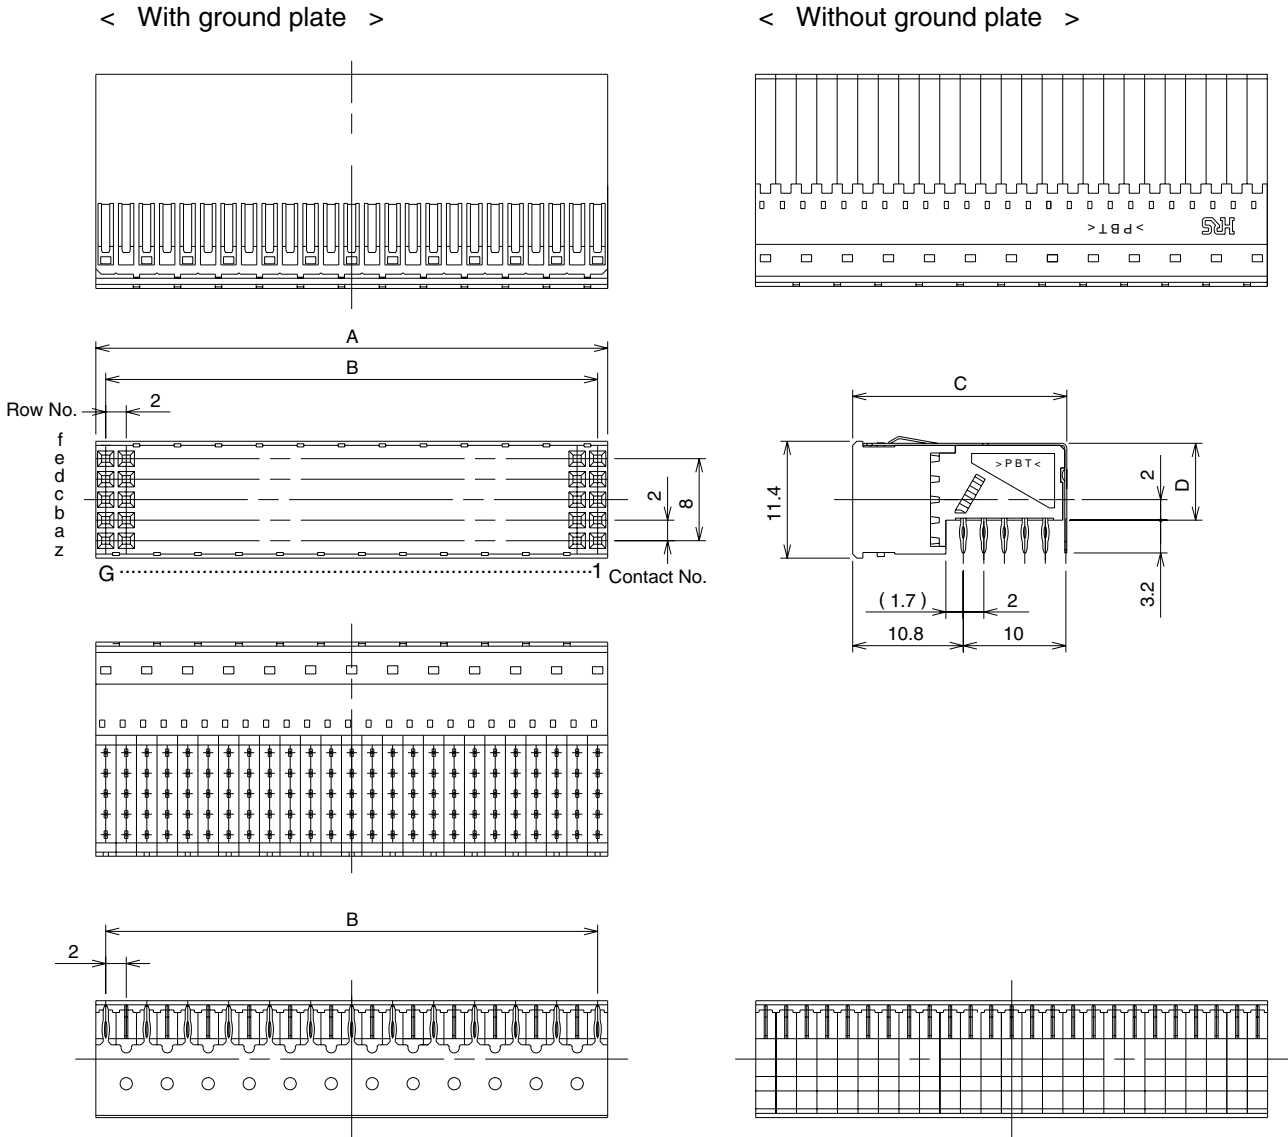 < With ground plate >
< Without ground plate >
>PBT<
HRS
A
B
C
Row No.
2
f
e
d
c
b
a
z
2
8
G
1
Contact No.
11.4
>PBT<
2
D
3.2
( 1.7 )
2
10.8
10
B
2